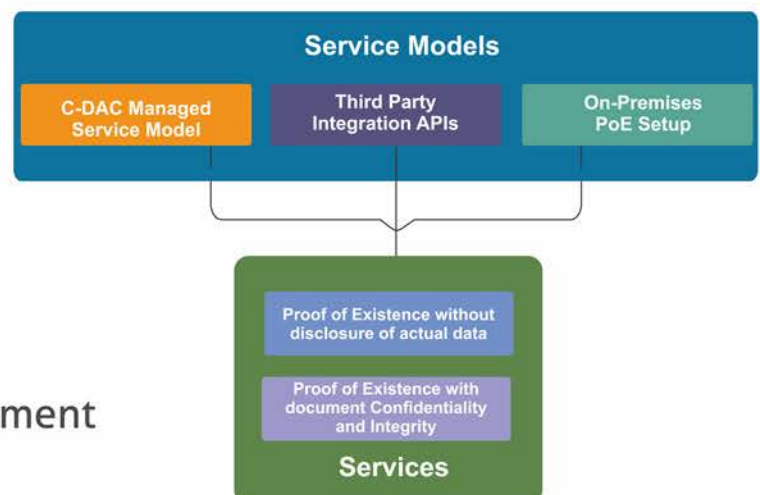 Service Models
C-DAC Managed
Service Model
Third Party
Integration APIs
On-Premises
PoE Setup
Proof of Existence without
disclosure of actual data
Proof of Existence with
document Confidentiality
and Integrity
ment
Services